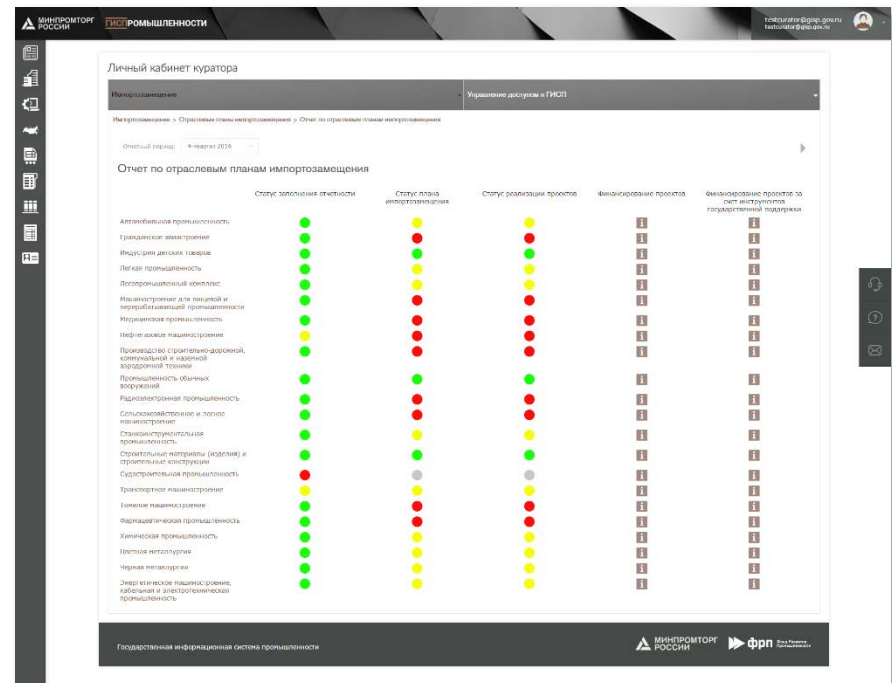 МИНПРОМТОРГ
РОССИИ
ГИСПРОМЫШЛЕННОСТИ
testcurator@gisp.gov.ru
testcurator@gisp.gov.ru
Личный кабинет куратора
Импортозамещение
Управление доступом к ГИСП
Импортозамещение > Отраслевые планы импортозамещения > Отчет по отраслевым планам импортозамещения
Отчетный период: 4-квартал 2016
Отчет по отраслевым планам импортозамещения
Статус заполнения отчетности
Статус плана
импортозамещения
Статус реализации проектов
Финансирование проектов
Финансирование проектов за
счет инструментов
государственной поддержки
Автомобильная промышленность
Гражданское авиастроение
Индустрия детских товаров
Легкая промышленность
Лесопромышленный комплекс
Машиностроение для пищевой и
перерабатывающей промышленности
Медицинская промышленность
Нефтегазовое машиностроение
Производство строительно-дорожной,
коммунальной и наземной
аэродромной техники
Промышленность обычных
вооружений
Радиоэлектронная промышленность
Сельскохозяйственное и лесное
машиностроение
Станкоинструментальная
промышленность
Строительные материалы (изделия) и
строительные конструкции
Судостроительная промышленность
Транспортное машиностроение
Тяжелое машиностроение
Фармацевтическая промышленность
Химическая промышленность
Цветная металлургия
Черная металлургия
Энергетическое машиностроение,
кабельная и электротехническая
промышленность
Государственная информационная система промышленности
МИНПРОМТОРГ
РОССИИ
фрп Фонд Развития
Промышленности